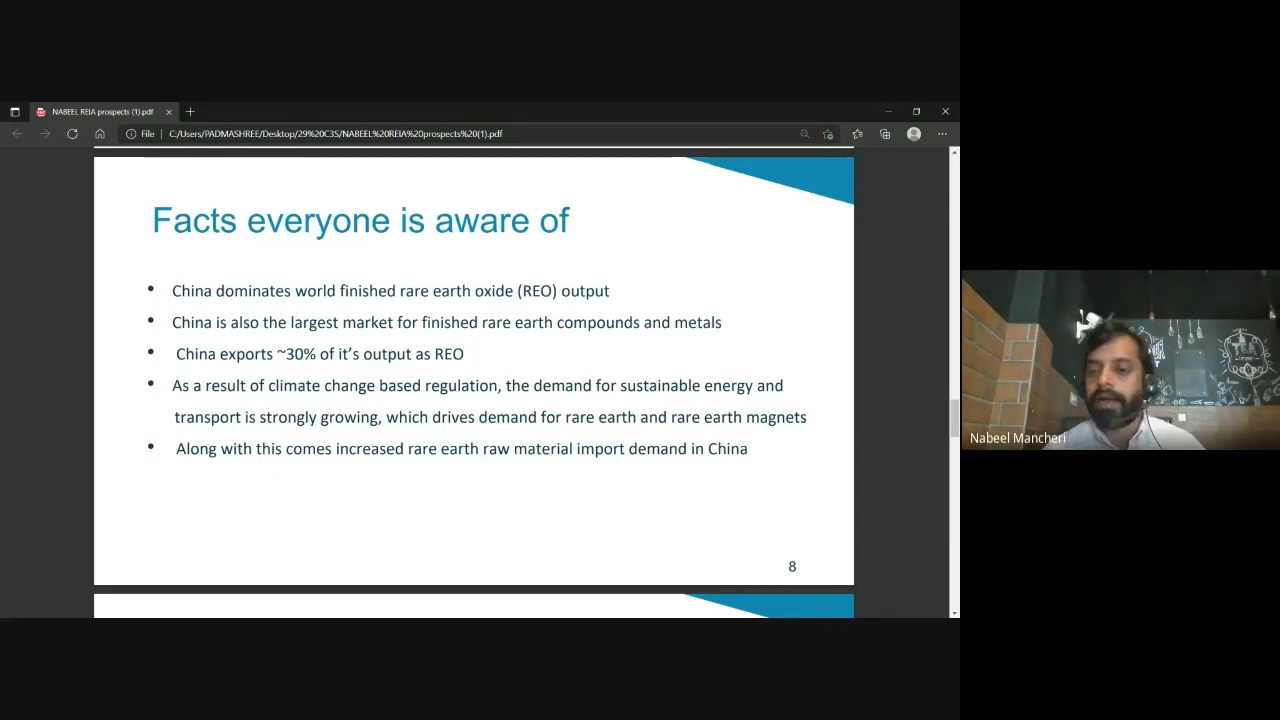 NABEEL REIA prospects (1).pdf
File
C:/Users/PADMASHREE/Desktop/29%20C3S/NABEEL%20REIA%20prospects%20(1).pdf
Facts everyone is aware of
• China dominates world finished rare earth oxide (REO) output
• China is also the largest market for finished rare earth compounds and metals
• China exports ~30% of it's output as REO
• As a result of climate change based regulation, the demand for sustainable energy and
transport is strongly growing, which drives demand for rare earth and rare earth magnets
• Along with this comes increased rare earth raw material import demand in China
8
TEA
Nabeel Mancheri